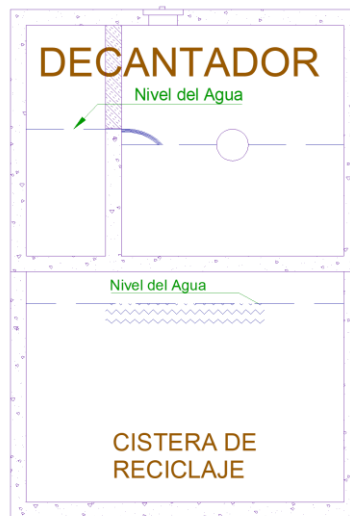 DECANTADOR
Nivel del Agua
Nivel del Agua
CISTERA DE
RECICLAJE